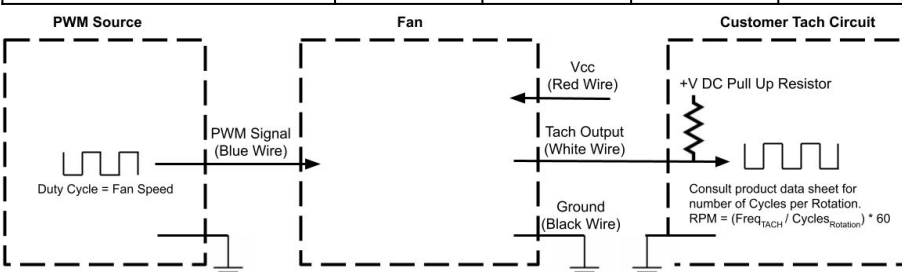 PWM Source
Fan
Customer Tach Circuit
Vcc
(Red Wire)
+V DC Pull Up Resistor
PWM Signal
(Blue Wire)
Tach Output
(White Wire)
Duty Cycle = Fan Speed
Consult product data sheet for
number of Cycles per Rotation.
RPM = (Freq_TACH / Cycles_Rotation) * 60
Ground
(Black Wire)